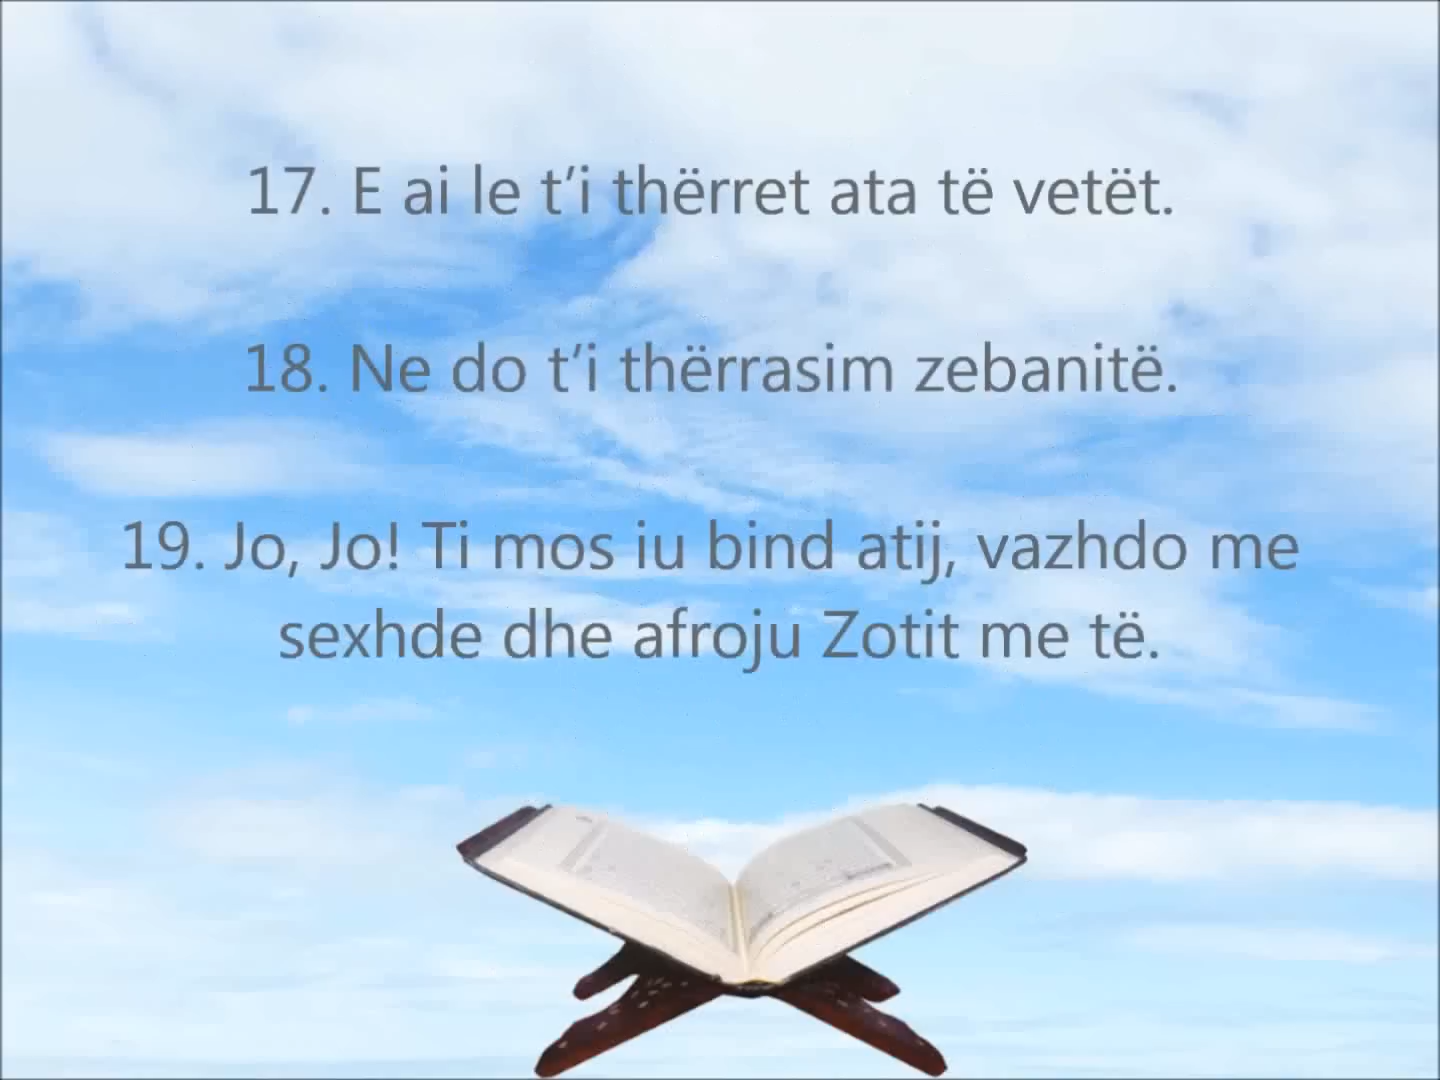 17. E ai le t’i thërret ata të vetët.
18. Ne do t’i thërrasim zebanitë.
19. Jo, Jo! Ti mos iu bind atij, vazhdo me
sexhde dhe afroju Zotit me të.